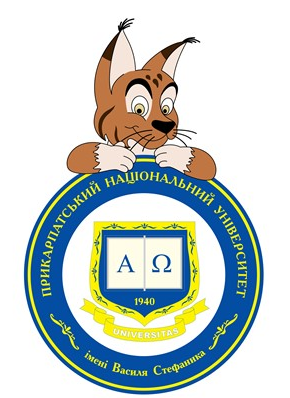 ПРИКАРПАТСЬКИЙ НАЦІОНАЛЬНИЙ УНІВЕРСИТЕТ
Α Ω
1940
UNIVERSITAS
імені Василя Стефаника